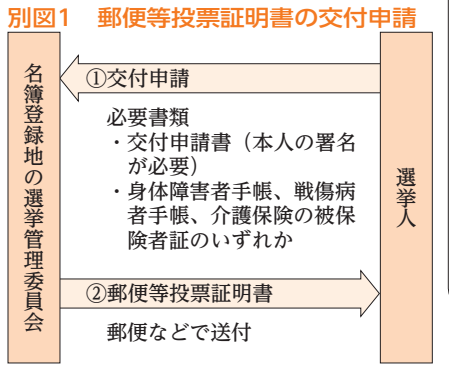 別図1 郵便等投票証明書の交付申請
名簿登録地の選挙管理委員会
①交付申請
必要書類
・交付申請書（本人の署名
が必要）
・身体障害者手帳、戦傷病
者手帳、介護保険の被保
険者証のいずれか
②郵便等投票証明書
郵便などで送付
選挙人